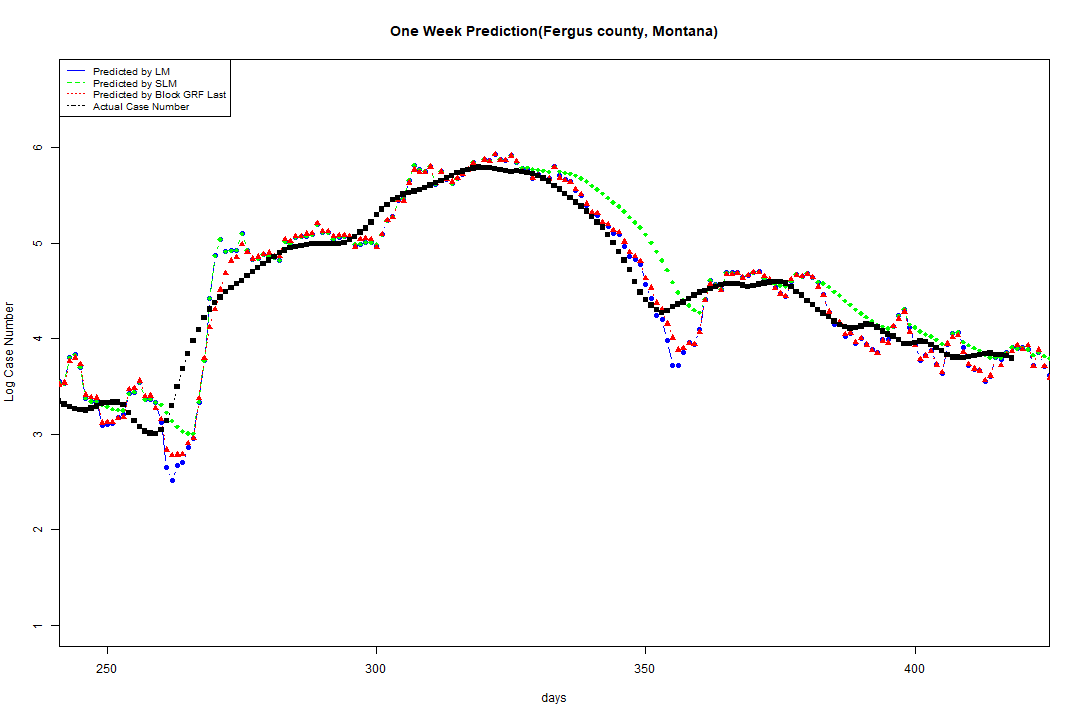 One Week Prediction(Fergus county, Montana)
Predicted by LM
Predicted by SLM
Predicted by Block GRF Last
Actual Case Number
Log Case Number
6
5
4
3
2
1
250
300
350
400
days